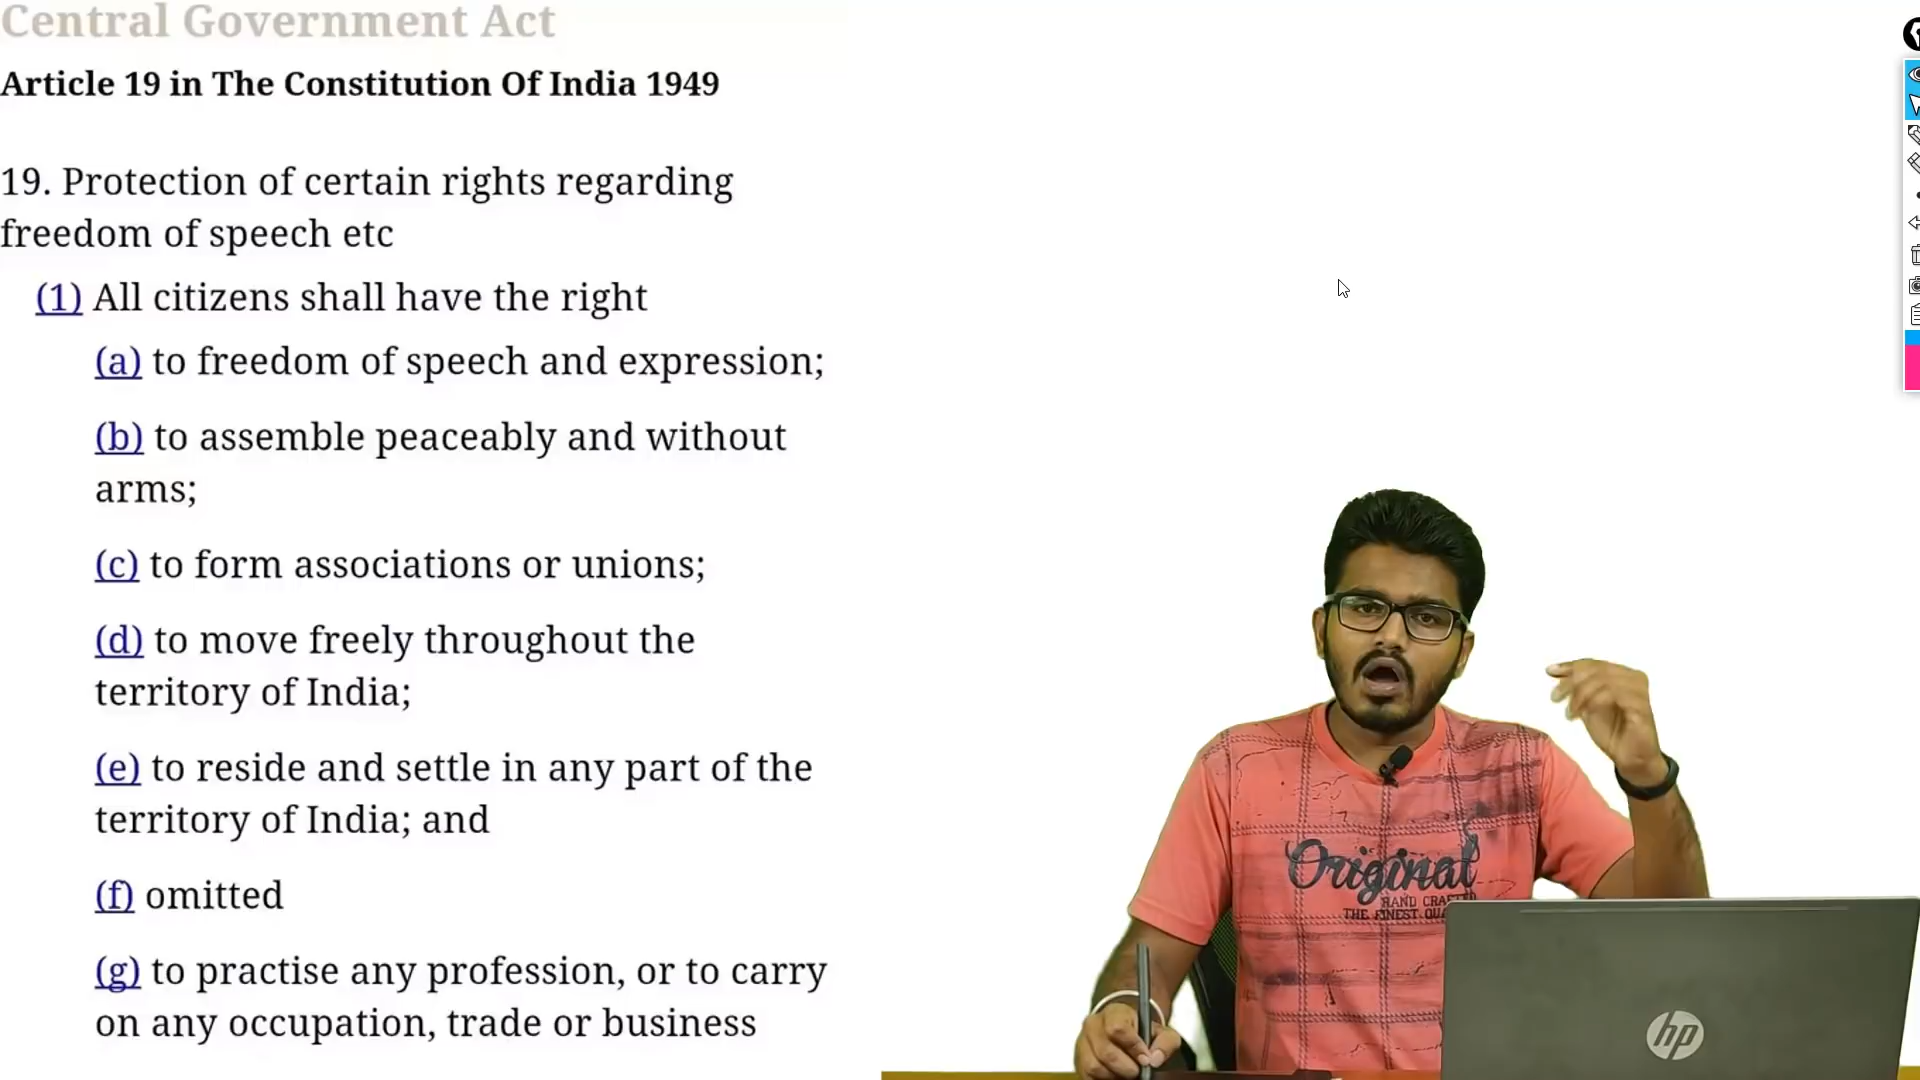 Central Government Act
Article 19 in The Constitution Of India 1949
19. Protection of certain rights regarding
freedom of speech etc
(1) All citizens shall have the right
(a) to freedom of speech and expression;
(b) to assemble peaceably and without
arms;
(c) to form associations or unions;
(d) to move freely throughout the
territory of India;
(e) to reside and settle in any part of the
territory of India; and
(f) omitted
(g) to practise any profession, or to carry
on any occupation, trade or business
Original
HAND
THE FINEST
hp